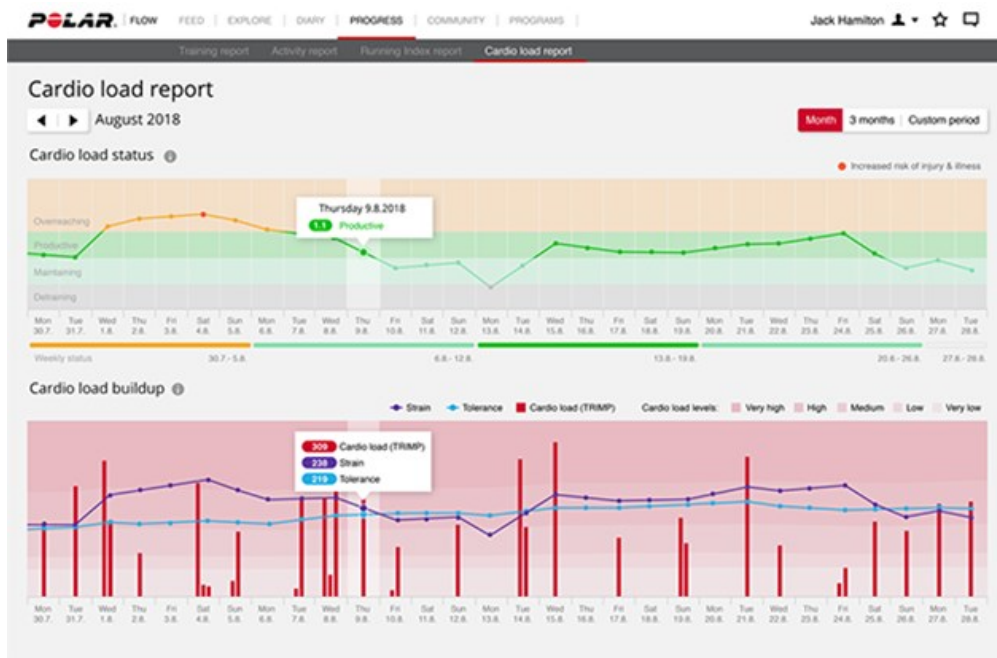 POLAR. FLOW FEED EXPLORE DIARY PROGRESS COMMUNITY PROGRAMS Jack Hamilton
Training report Activity report Running Index report Cardio load report
Cardio load report
August 2018
Month 3 months Custom period
Cardio load status
Increased risk of injury & illness
Thursday 9.8.2018
1.1 Productive
Overreaching
Productive
Maintaining
Detraining
Mon Tue Wed Thu Fri Sat Sun Mon Tue Wed Thu Fri Sat Sun Mon Tue Wed Thu Fri Sat Sun Mon Tue Wed Thu Fri Sat Sun Mon Tue
30.7. 31.7. 1.8. 2.8. 3.8. 4.8. 5.8. 6.8. 7.8. 8.8. 9.8. 10.8. 11.8. 12.8. 13.8. 14.8. 15.8. 16.8. 17.8. 18.8. 19.8. 20.8. 21.8. 22.8. 23.8. 24.8. 25.8. 26.8. 27.8. 28.8.
Weekly status 30.7.- 5.8. 6.8.- 12.8. 13.8.- 19.8. 20.8.- 26.8. 27.8.- 28.8.
Cardio load buildup
Strain Tolerance Cardio load (TRIMP) Cardio load levels: Very high High Medium Low Very low
309 Cardio load (TRIMP)
238 Strain
219 Tolerance
Mon Tue Wed Thu Fri Sat Sun Mon Tue Wed Thu Fri Sat Sun Mon Tue Wed Thu Fri Sat Sun Mon Tue Wed Thu Fri Sat Sun Mon Tue
30.7. 31.7. 1.8. 2.8. 3.8. 4.8. 5.8. 6.8. 7.8. 8.8. 9.8. 10.8. 11.8. 12.8. 13.8. 14.8. 15.8. 16.8. 17.8. 18.8. 19.8. 20.8. 21.8. 22.8. 23.8. 24.8. 25.8. 26.8. 27.8. 28.8.